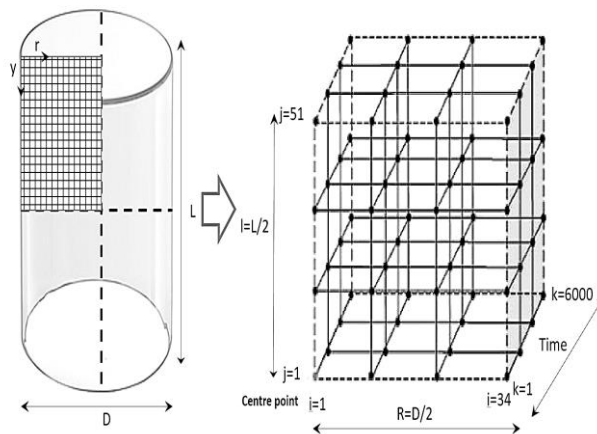 r
y
L
D
j=51
l=L/2
k=6000
Time
j=1
k=1
Centre point
i=1
i=34
R=D/2